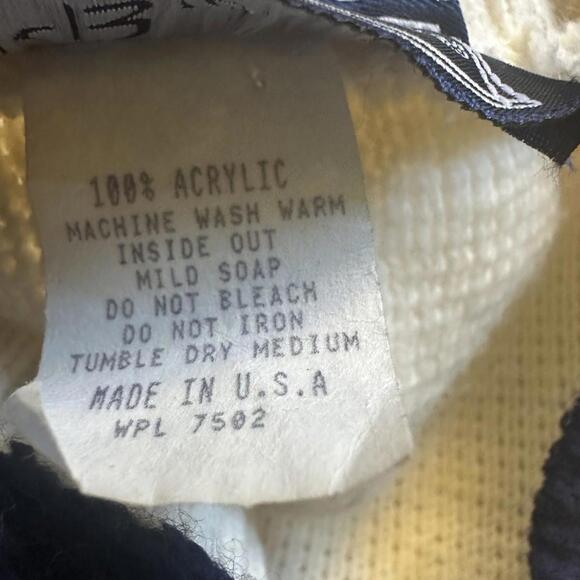 100% ACRYLIC
MACHINE WASH WARM
INSIDE OUT
MILD SOAP
DO NOT BLEACH
DO NOT IRON
TUMBLE DRY MEDIUM
MADE IN U.S.A
WPL 7502